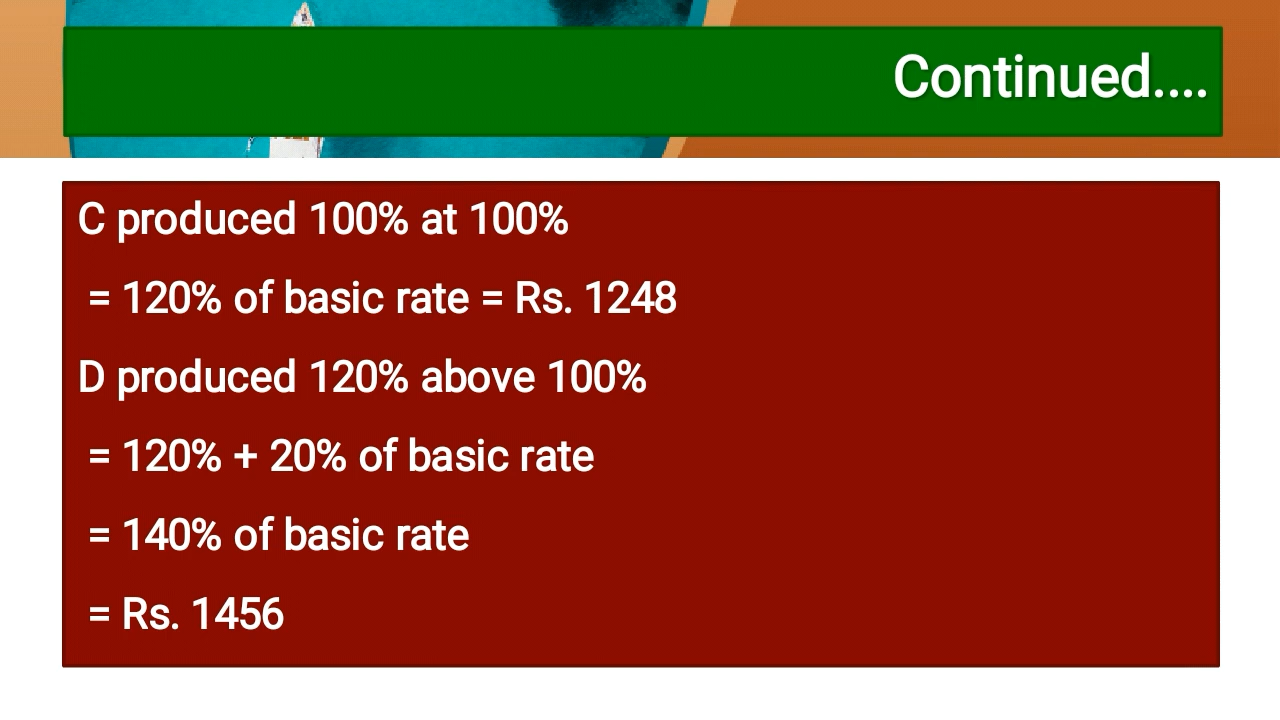 Continued....
C produced 100% at 100%
= 120% of basic rate = Rs. 1248
D produced 120% above 100%
= 120% + 20% of basic rate
= 140% of basic rate
= Rs. 1456